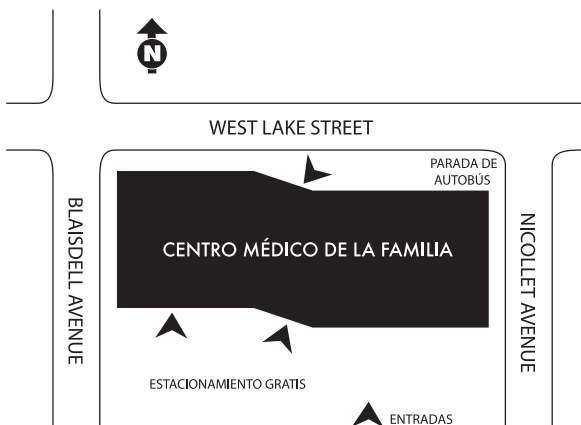 N
WEST LAKE STREET
PARADA DE
AUTOBÚS
BLAISDELL AVENUE
CENTRO MÉDICO DE LA FAMILIA
NICOLLET AVENUE
ESTACIONAMIENTO GRATIS
ENTRADAS